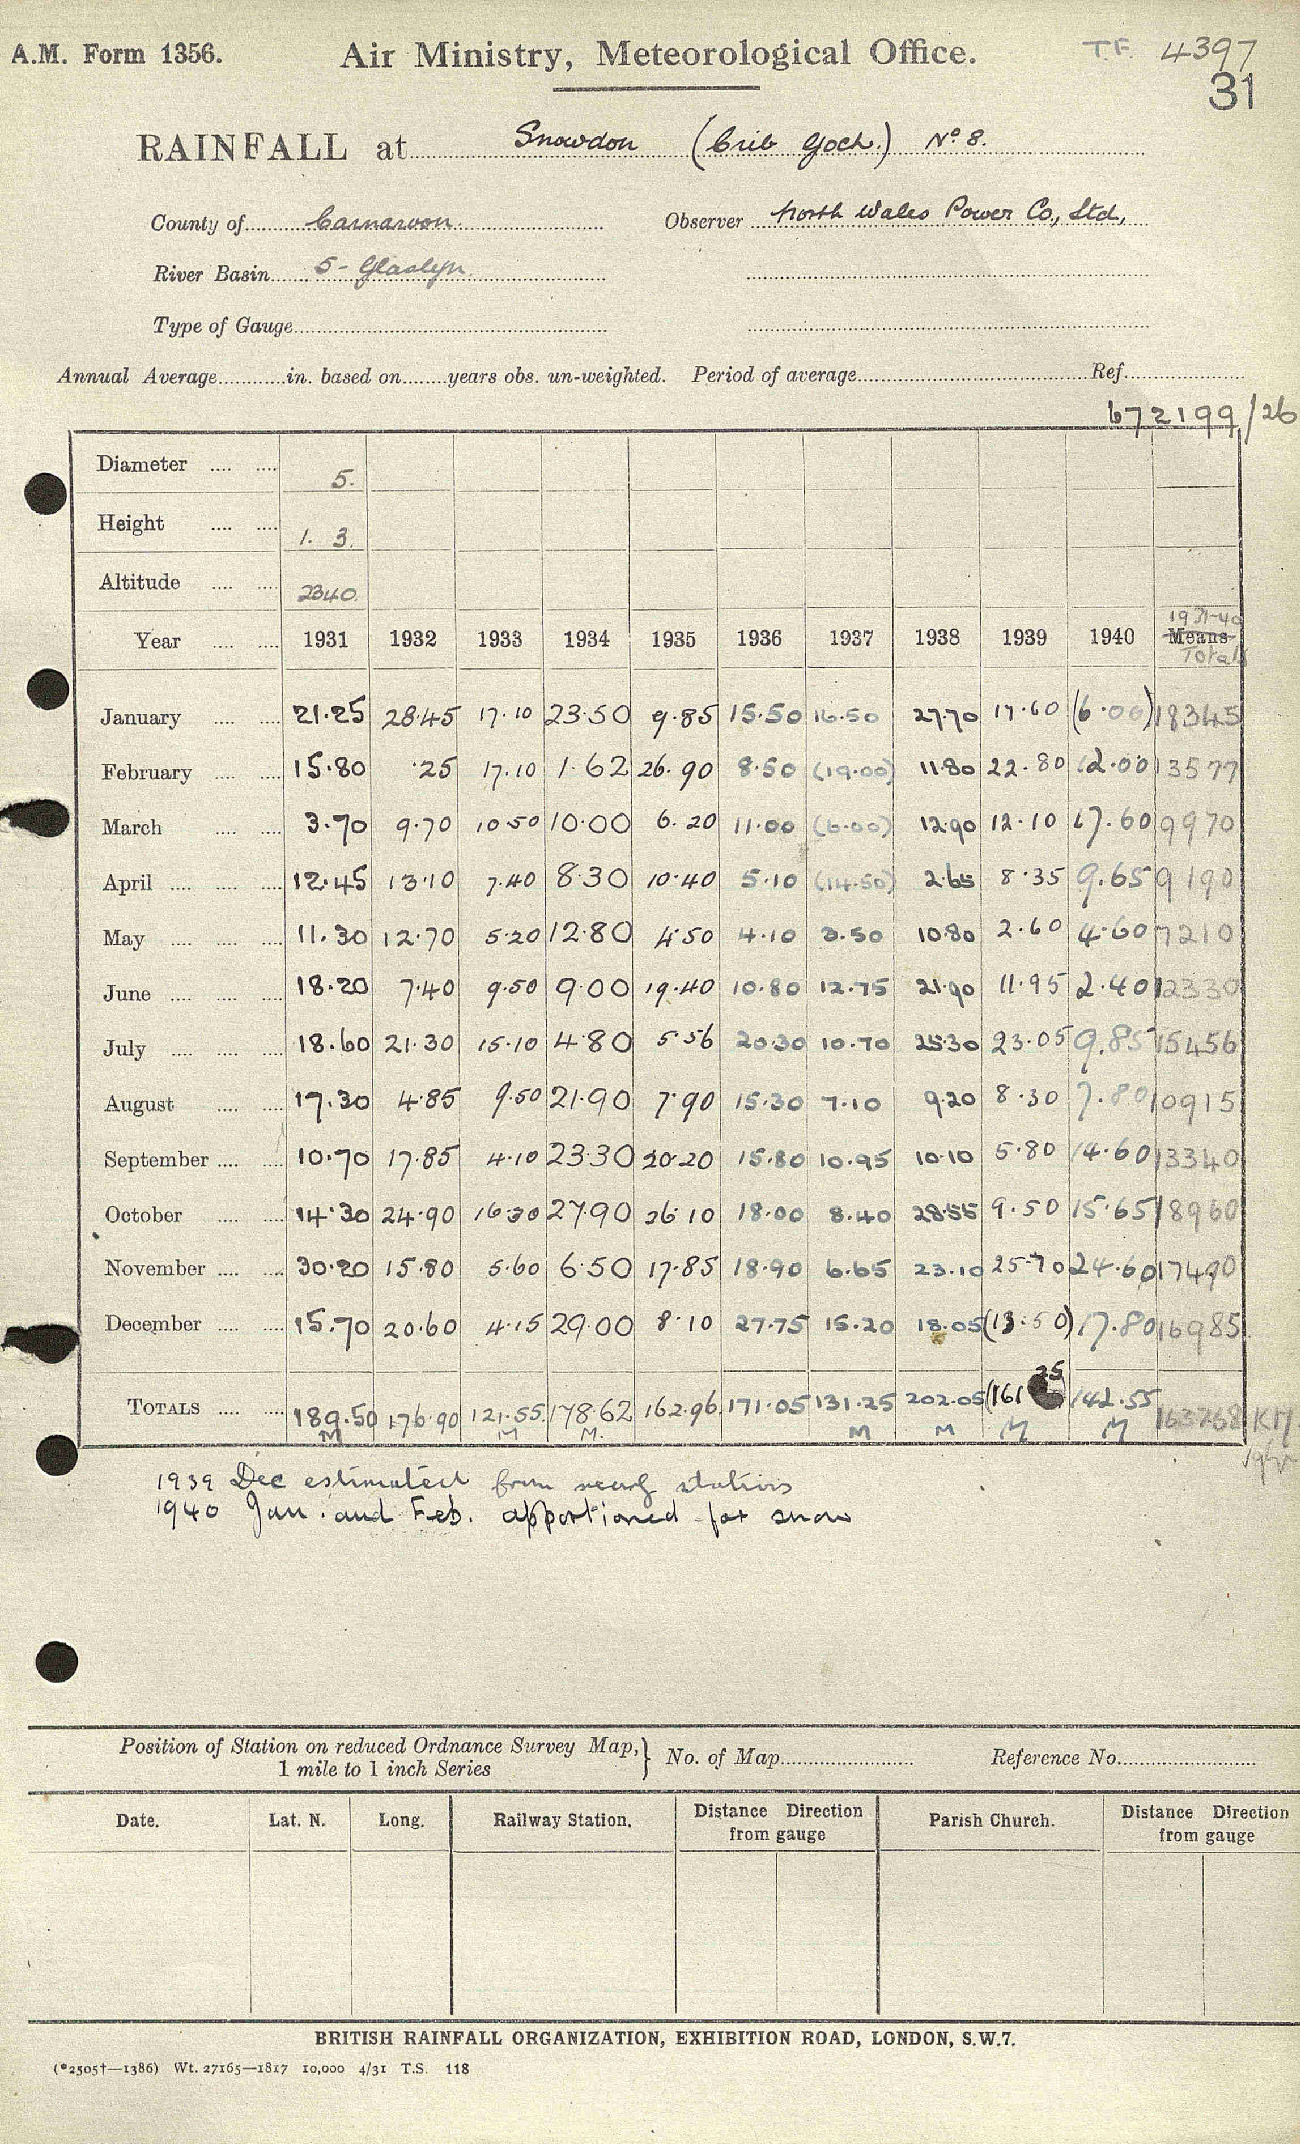 A.M. Form 1356. Air Ministry, Meteorological Office. T.F. 4397
31
RAINFALL at Snowdon (Crib Goch.) No 8.
County of Carnarvon. Observer North Wales Power Co., Ltd.,
River Basin 5 - Glaslyn
Type of Gauge
Annual Average in. based on years obs. un-weighted. Period of average Ref.
672199/26
Diameter 5.
Height 1. 3.
Altitude 2340.
1931-40
Year 1931 1932 1933 1934 1935 1936 1937 1938 1939 1940 Means
Totals
January 21.25 28.45 17.10 23.50 9.85 15.50 16.50 27.70 17.60 (6.00) 18345
February 15.80 .25 17.10 1.62 26.90 8.50 (19.00) 11.80 22.80 12.00 13577
March 3.70 9.70 10.50 10.00 6.20 11.00 (6.00) 12.90 12.10 17.60 9970
April 12.45 13.10 7.40 8.30 10.40 5.10 (14.50) 2.65 8.35 9.65 9190
May 11.30 12.70 5.20 12.80 4.50 4.10 3.50 10.80 2.60 4.60 7210
June 18.20 7.40 9.50 9.00 19.40 10.80 12.75 21.90 11.95 2.40 12330
July 18.60 21.30 15.10 4.80 5.56 20.30 10.70 25.30 23.05 9.85 15456
August 17.30 4.85 9.50 21.90 7.90 15.30 7.10 9.20 8.30 7.80 10915
September 10.70 17.85 4.10 23.30 20.20 15.80 10.95 10.10 5.80 14.60 13340
October 14.30 24.90 16.30 27.90 26.10 18.00 8.40 28.55 9.50 15.65 18960
November 30.20 15.80 5.60 6.50 17.85 18.90 6.65 23.10 25.70 24.60 17490
December 15.70 20.60 4.15 29.00 8.10 27.75 15.20 18.05 (13.50) 17.80 16985
25
TOTALS 189.50 176.90 121.55 178.62 162.96 171.05 131.25 202.05 (161 142.55 163768 KM
M M M. M M M M
1939 Dec estimated from nearby stations
1940 Jan. and Feb. apportioned for snow
Position of Station on reduced Ordnance Survey Map, } No. of Map Reference No.
1 mile to 1 inch Series
Date. Lat. N. Long. Railway Station. Distance Direction Parish Church. Distance Direction
from gauge from gauge
BRITISH RAINFALL ORGANIZATION, EXHIBITION ROAD, LONDON, S.W.7.
(*2505†—1386) Wt. 27165—1817 10,000 4/31 T.S. 118